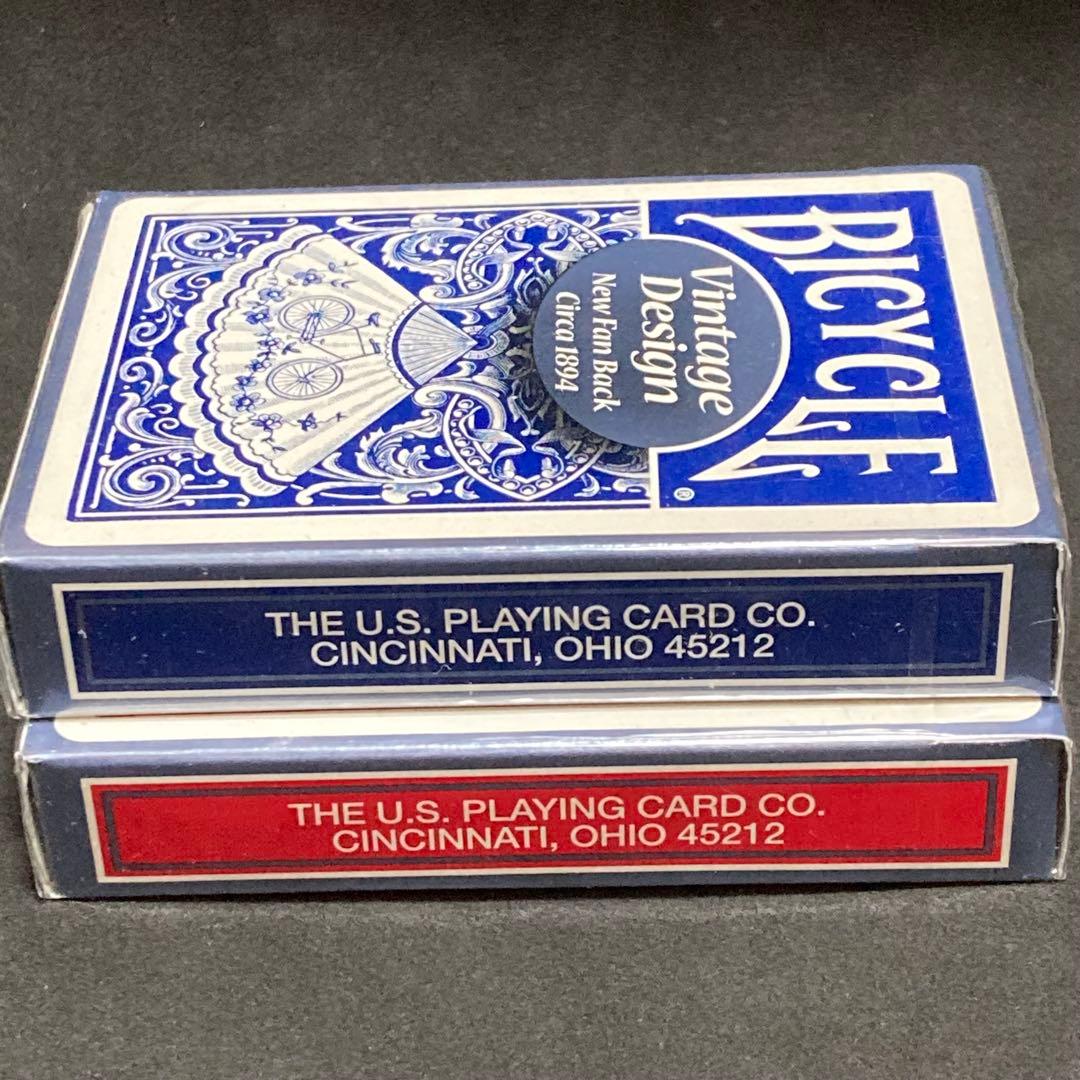 BICYCLE
®
Vintage
Design
New Fan Back
Circa 1894
THE U.S. PLAYING CARD CO.
CINCINNATI, OHIO 45212
THE U.S. PLAYING CARD CO.
CINCINNATI, OHIO 45212